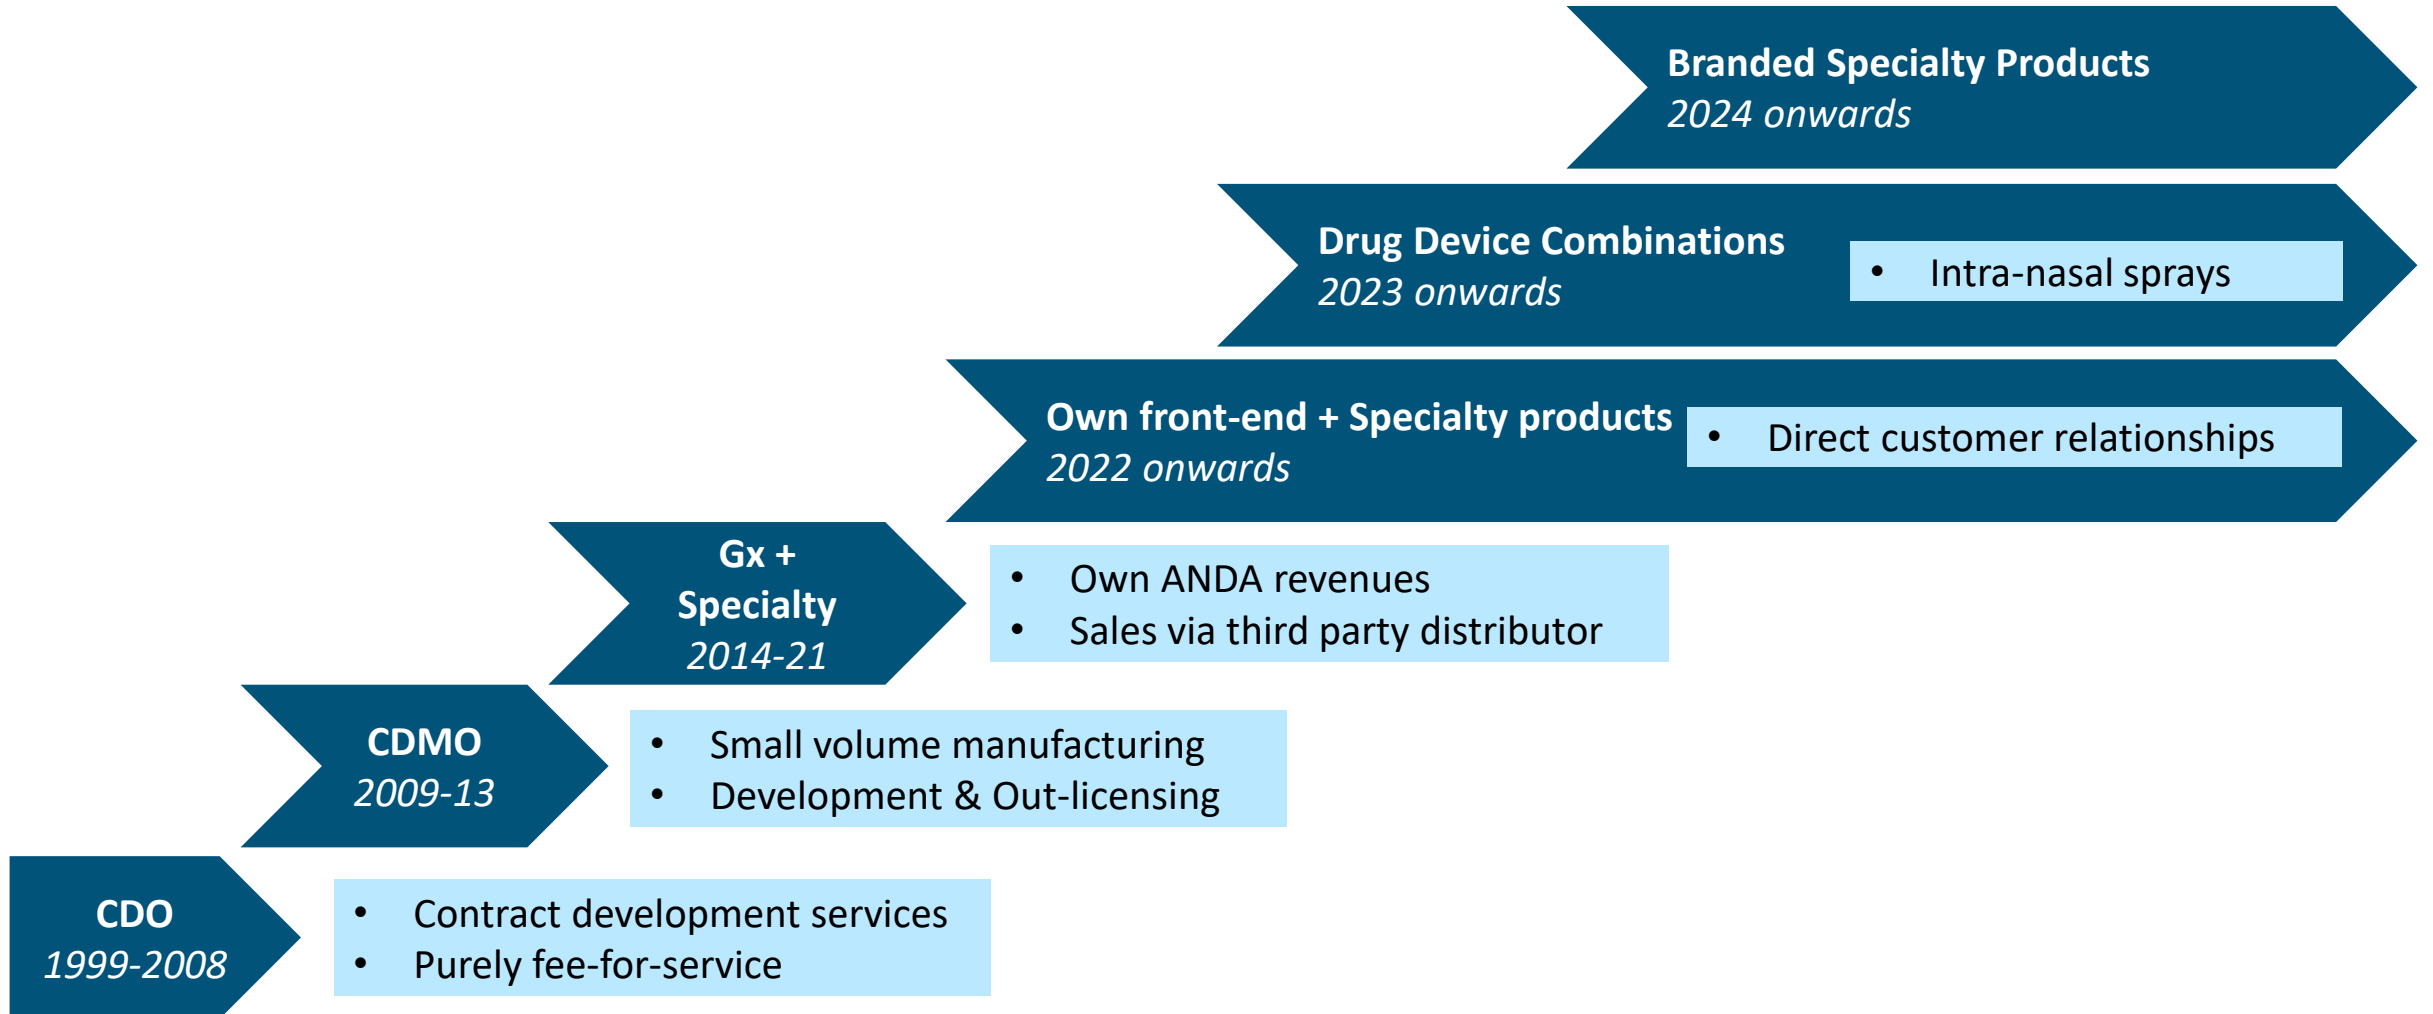 Branded Specialty Products
2024 onwards
Drug Device Combinations
2023 onwards
• Intra-nasal sprays
Own front-end + Specialty products
2022 onwards
• Direct customer relationships
Gx +
Specialty
2014-21
• Own ANDA revenues
• Sales via third party distributor
CDMO
2009-13
• Small volume manufacturing
• Development & Out-licensing
CDO
1999-2008
• Contract development services
• Purely fee-for-service